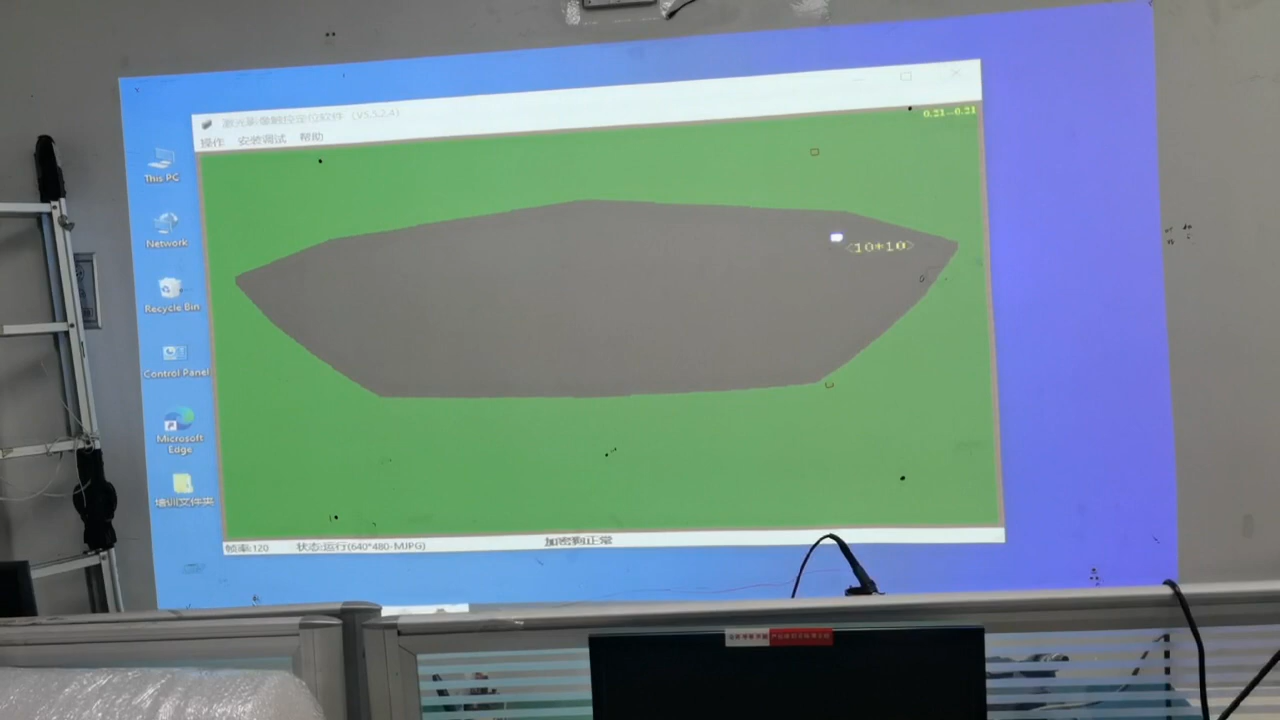 激光影像触控定位软件 (V5.5.2.4)
操作 安装调试 帮助
0.21--0.21
This PC
Network
<10*10>
Recycle Bin
Control Panel
Microsoft
Edge
培训文件夹
帧率:120 状态:运行(640*480-MJPG) 加密狗正常